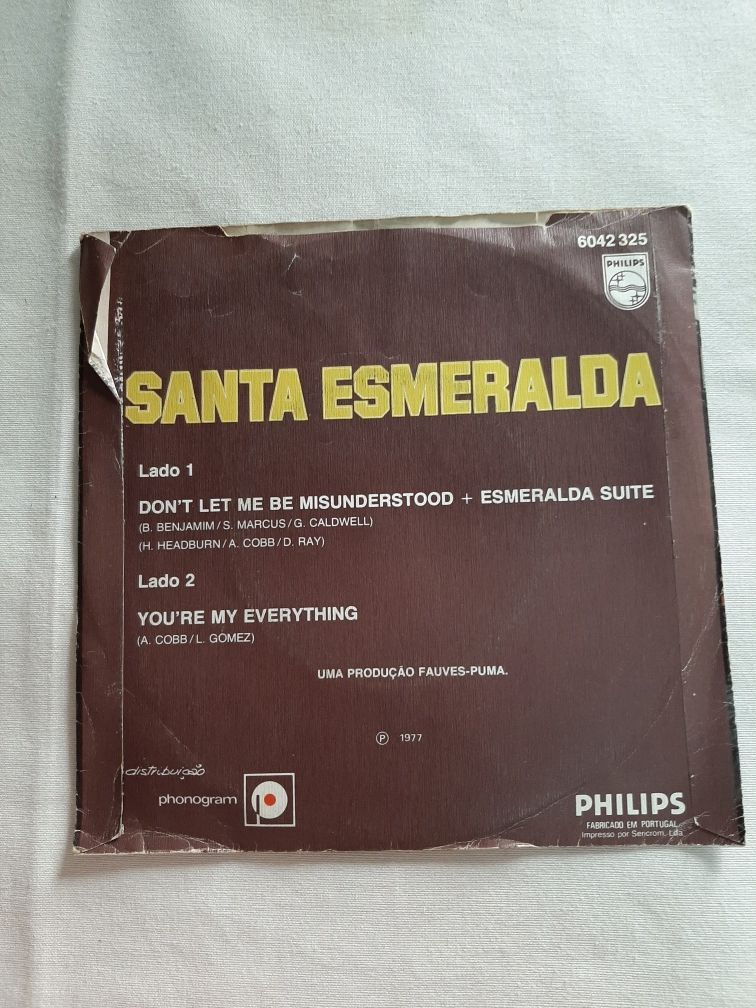 6042 325
PHILIPS
SANTA ESMERALDA
Lado 1
DON'T LET ME BE MISUNDERSTOOD + ESMERALDA SUITE
(B. BENJAMIM/S. MARCUS/G. CALDWELL)
(H. HEADBURN/A. COBB/D. RAY)
Lado 2
YOU'RE MY EVERYTHING
(A. COBB/L. GOMEZ)
UMA PRODUÇÃO FAUVES-PUMA.
℗ 1977
distribuição
phonogram
PHILIPS
FABRICADO EM PORTUGAL
Impresso por Sericrom, Lda